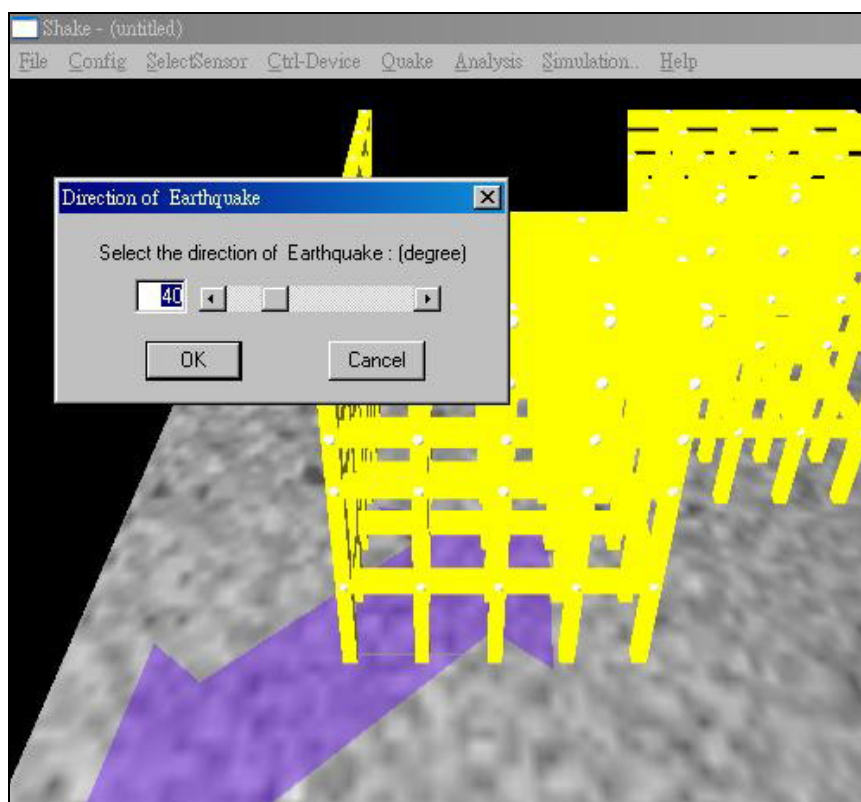 Shake - (untitled)
File Config SelectSensor Ctrl-Device Quake Analysis Simulation.. Help
Direction of Earthquake
Select the direction of Earthquake : (degree)
40
OK Cancel